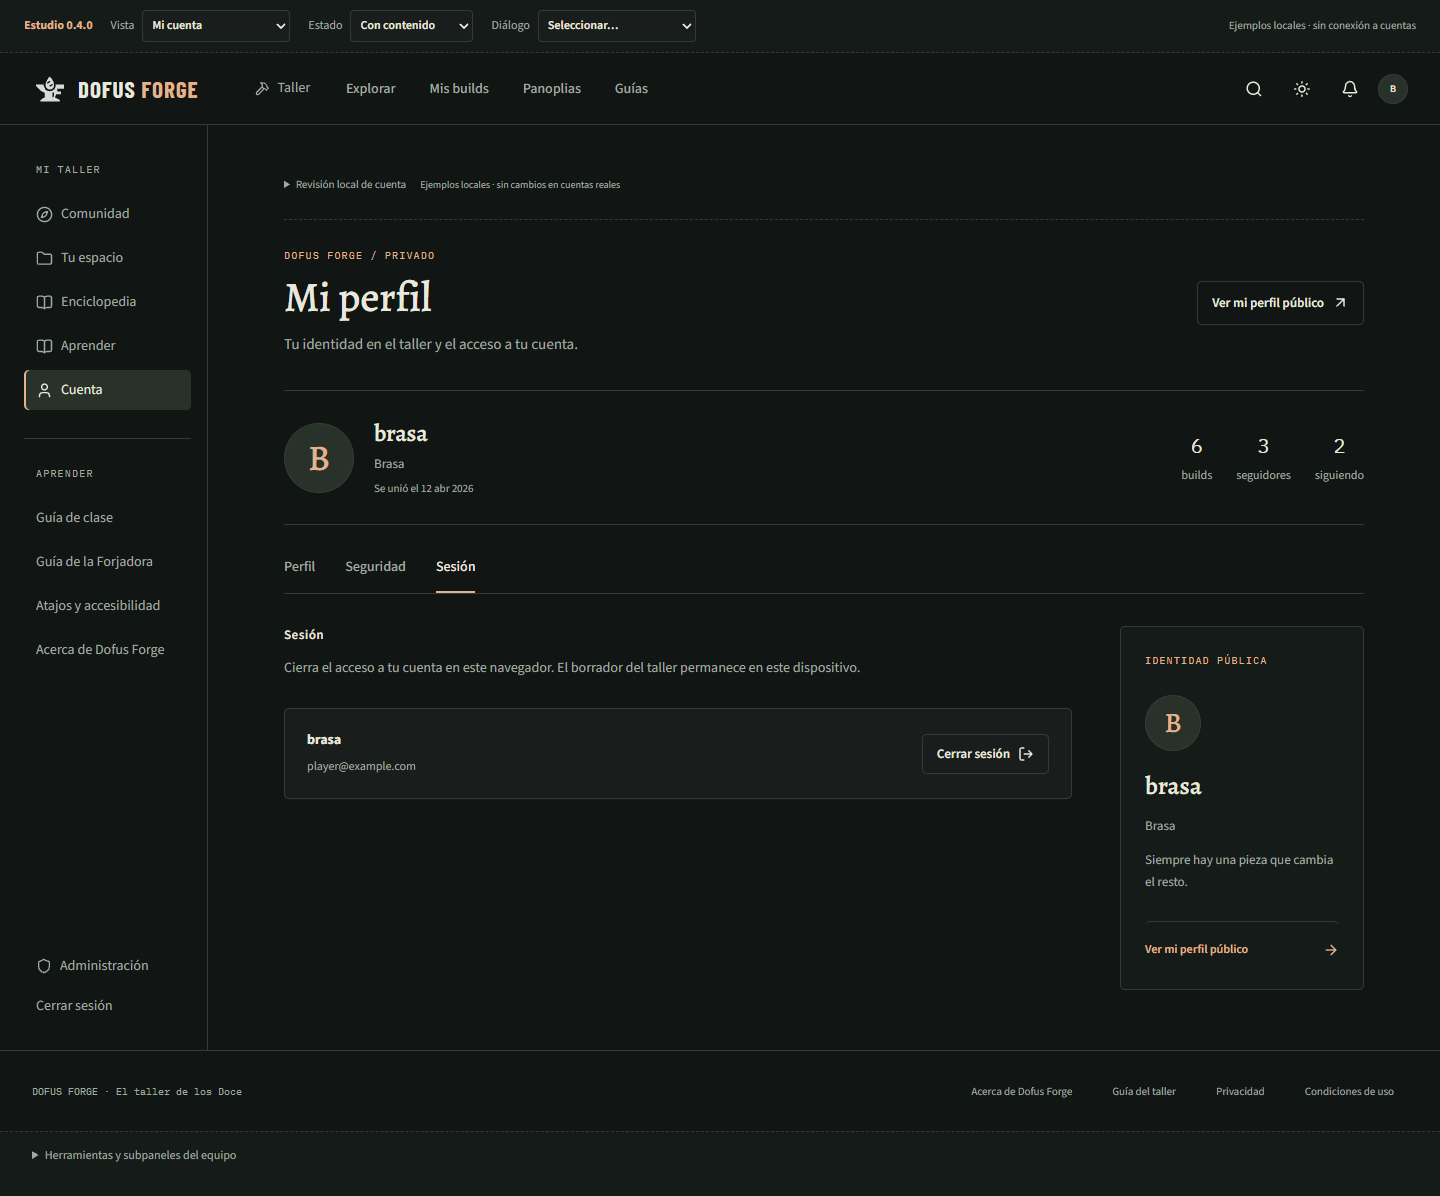 Estudio 0.4.0 Vista Mi cuenta Estado Con contenido Diálogo Seleccionar... Ejemplos locales · sin conexión a cuentas
DOFUS FORGE Taller Explorar Mis builds Panoplias Guías B
MI TALLER
Comunidad
Tu espacio
Enciclopedia
Aprender
Cuenta
APRENDER
Guía de clase
Guía de la Forjadora
Atajos y accesibilidad
Acerca de Dofus Forge
Administración
Cerrar sesión
Revisión local de cuenta Ejemplos locales · sin cambios en cuentas reales
DOFUS FORGE / PRIVADO
Mi perfil
Tu identidad en el taller y el acceso a tu cuenta.
Ver mi perfil público
B
brasa
Brasa
Se unió el 12 abr 2026
6 3 2
builds seguidores siguiendo
Perfil Seguridad Sesión
Sesión
Cierra el acceso a tu cuenta en este navegador. El borrador del taller permanece en este dispositivo.
brasa
player@example.com
Cerrar sesión
IDENTIDAD PÚBLICA
B
brasa
Brasa
Siempre hay una pieza que cambia
el resto.
Ver mi perfil público
DOFUS FORGE · El taller de los Doce Acerca de Dofus Forge Guía del taller Privacidad Condiciones de uso
Herramientas y subpaneles del equipo